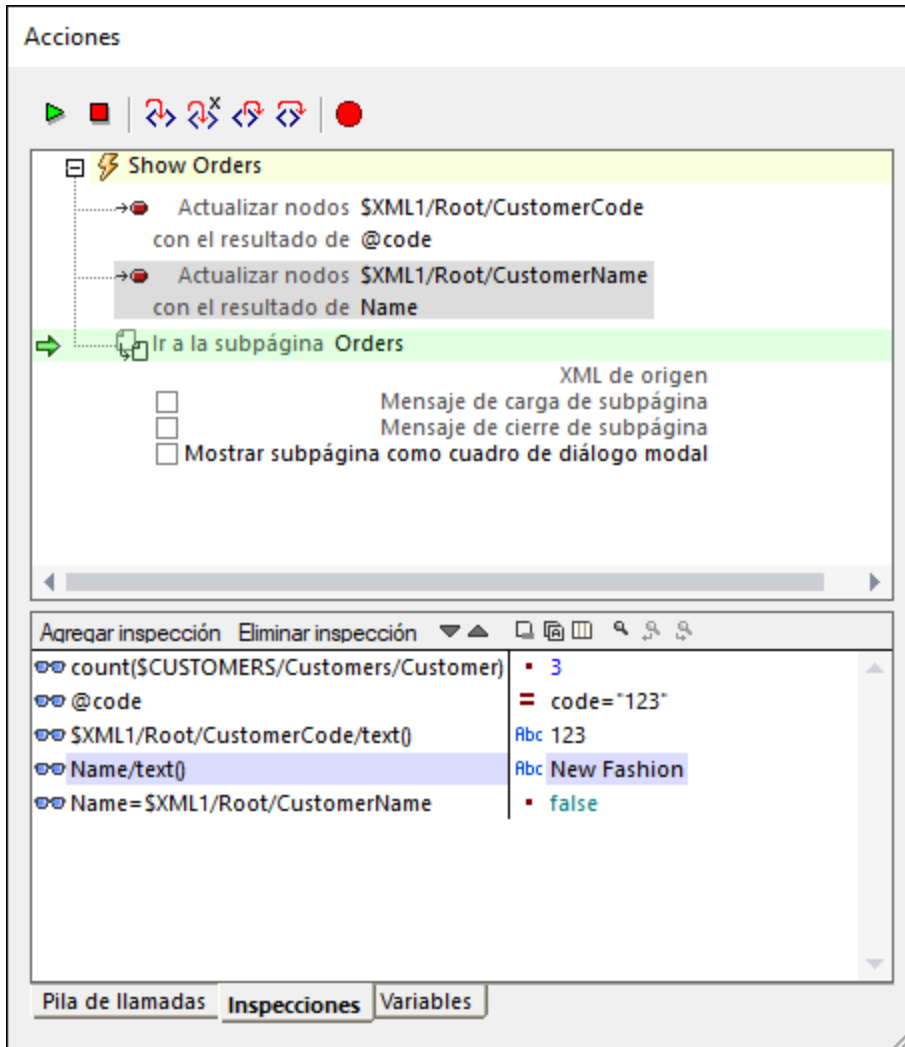 Acciones
Show Orders
Actualizar nodos $XML1/Root/CustomerCode
con el resultado de @code
Actualizar nodos $XML1/Root/CustomerName
con el resultado de Name
Ir a la subpágina Orders
XML de origen
Mensaje de carga de subpágina
Mensaje de cierre de subpágina
Mostrar subpágina como cuadro de diálogo modal
Agregar inspección Eliminar inspección
count($CUSTOMERS/Customers/Customer) 3
@code = code="123"
$XML1/Root/CustomerCode/text() Abc 123
Name/text() Abc New Fashion
Name=$XML1/Root/CustomerName false
Pila de llamadas Inspecciones Variables